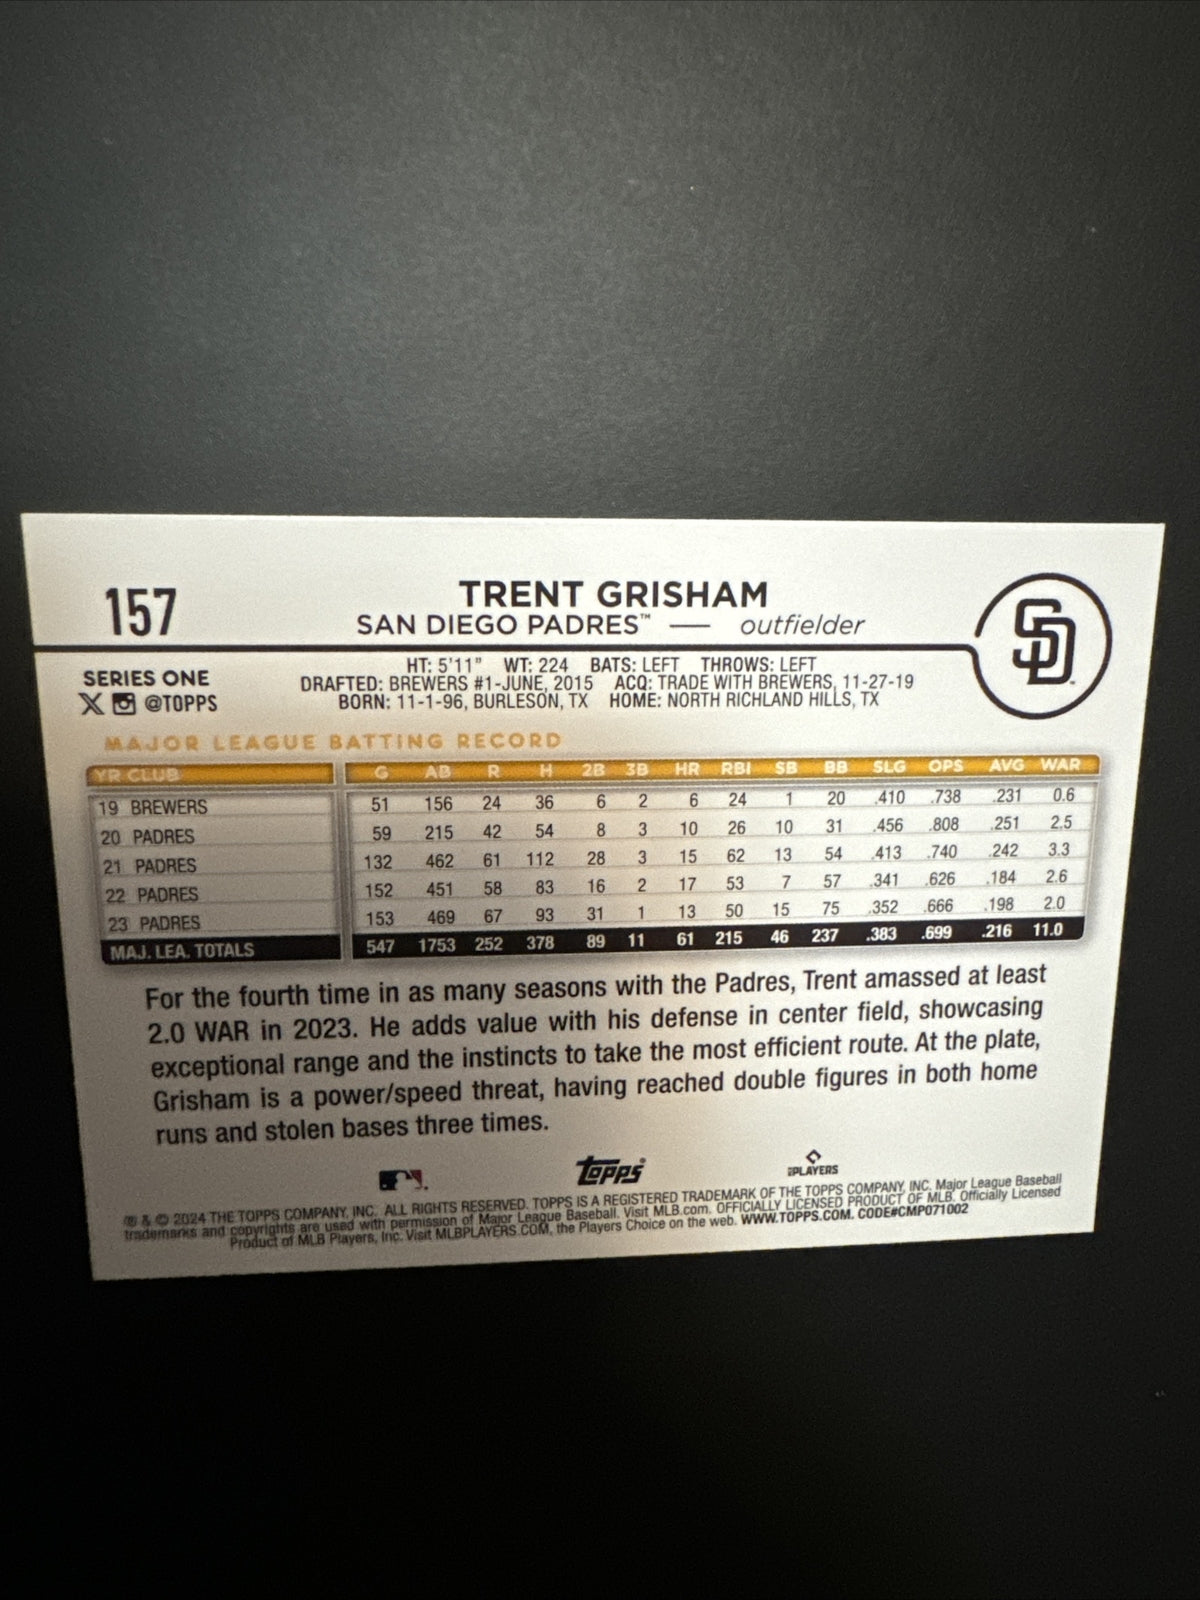 157
TRENT GRISHAM
SAN DIEGO PADRES™ — outfielder
SD
SERIES ONE
@TOPPS
HT: 5'11" WT: 224 BATS: LEFT THROWS: LEFT
DRAFTED: BREWERS #1-JUNE, 2015 ACQ: TRADE WITH BREWERS, 11-27-19
BORN: 11-1-96, BURLESON, TX HOME: NORTH RICHLAND HILLS, TX
MAJOR LEAGUE BATTING RECORD
YR CLUB G AB R H 2B 3B HR RBI SB BB SLG OPS AVG WAR
19 BREWERS 51 156 24 36 6 2 6 24 1 20 .410 .738 .231 0.6
20 PADRES 59 215 42 54 8 3 10 26 10 31 .456 .808 .251 2.5
21 PADRES 132 462 61 112 28 3 15 62 13 54 .413 .740 .242 3.3
22 PADRES 152 451 58 83 16 2 17 53 7 57 .341 .626 .184 2.6
23 PADRES 153 469 67 93 31 1 13 50 15 75 .352 .666 .198 2.0
MAJ. LEA. TOTALS 547 1753 252 378 89 11 61 215 46 237 .383 .699 .216 11.0
For the fourth time in as many seasons with the Padres, Trent amassed at least
2.0 WAR in 2023. He adds value with his defense in center field, showcasing
exceptional range and the instincts to take the most efficient route. At the plate,
Grisham is a power/speed threat, having reached double figures in both home
runs and stolen bases three times.
Topps®
PLAYERS
® & © 2024 THE TOPPS COMPANY, INC. ALL RIGHTS RESERVED. TOPPS IS A REGISTERED TRADEMARK OF THE TOPPS COMPANY, INC. Major League Baseball
trademarks and copyrights are used with permission of Major League Baseball. Visit MLB.com. OFFICIALLY LICENSED PRODUCT OF MLB. Officially Licensed
Product of MLB Players, Inc. Visit MLBPLAYERS.COM, the Players Choice on the web. WWW.TOPPS.COM. CODE#CMP071002